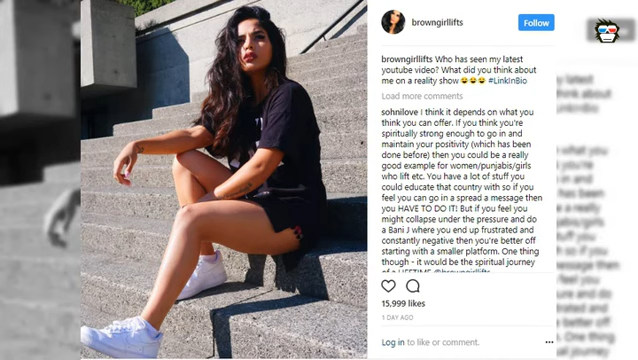 browngirllifts
Follow
browngirllifts Who has seen my latest
youtube video? What did you think about
me on a reality show 😂😂😂 #LinkInBio
Load more comments
sohnilove I think it depends on what you
think you can offer. If you think you're
spiritually strong enough to go in and
maintain your positivity (which has been
done before) then you could be a really
good example for women/punjabis/girls
who lift etc. You have a lot of stuff you
could educate that country with so if you
feel you can go in a spread a message then
you HAVE TO DO IT! But if you feel you
might collapse under the pressure and do
a Bani J where you end up frustrated and
constantly negative then you're better off
starting with a smaller platform. One thing
though - it would be the spiritual journey
of a LIFETIME @browngirllifts
15,999 likes
1 DAY AGO
Log in to like or comment.